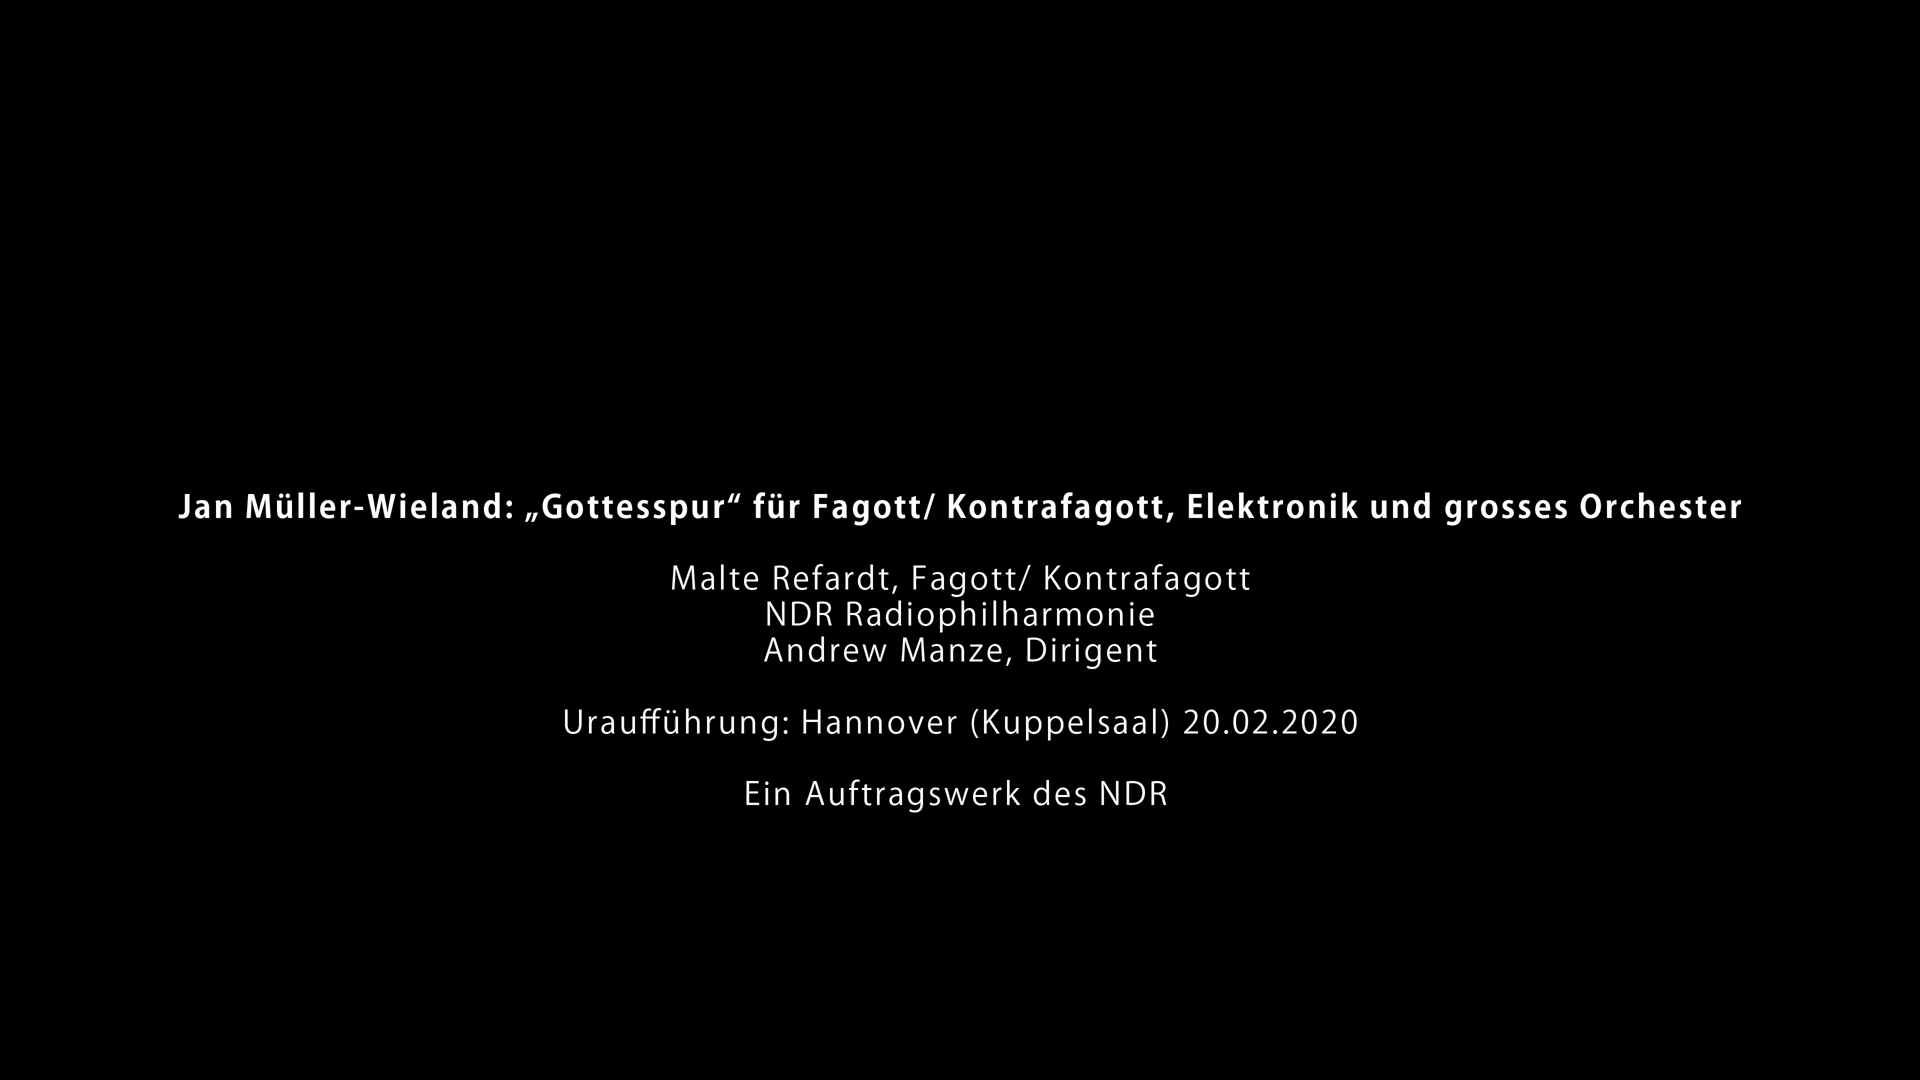 Jan Müller-Wieland: „Gottesspur“ für Fagott/ Kontrafagott, Elektronik und grosses Orchester
Malte Refardt, Fagott/ Kontrafagott
NDR Radiophilharmonie
Andrew Manze, Dirigent
Uraufführung: Hannover (Kuppelsaal) 20.02.2020
Ein Auftragswerk des NDR